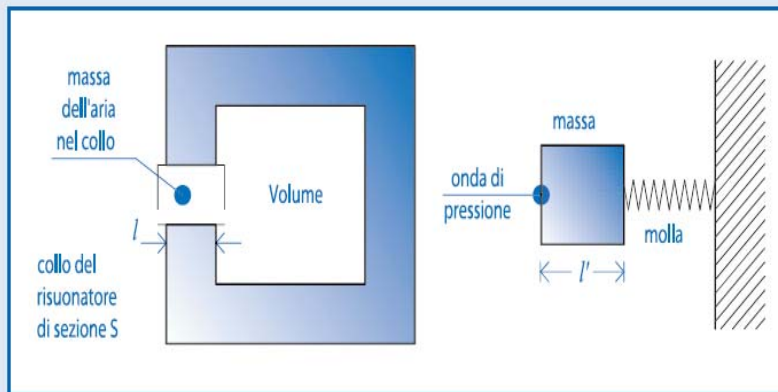 massa
dell'aria
nel collo
Volume
l
collo del
risuonatore
di sezione S
massa
onda di
pressione
molla
l'